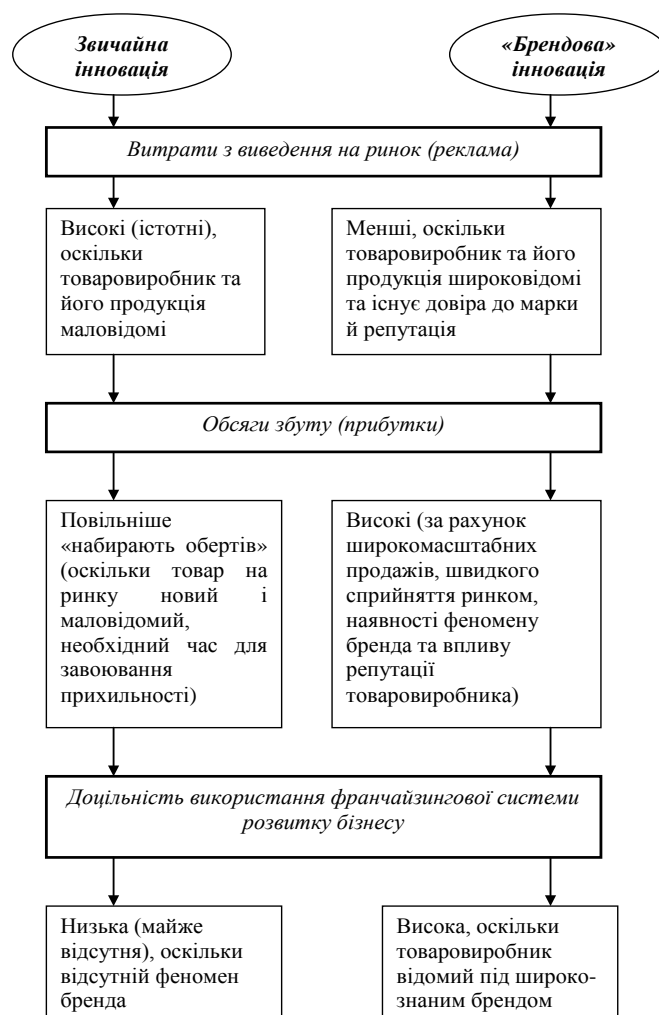 Звичайна
інновація
«Брендова»
інновація
Витрати з виведення на ринок (реклама)
Високі (істотні),
оскільки
товаровиробник та
його продукція
маловідомі
Менші, оскільки
товаровиробник та його
продукція широковідомі
та існує довіра до марки
й репутація
Обсяги збуту (прибутки)
Повільніше
«набирають обертів»
(оскільки товар на
ринку новий і
маловідомий,
необхідний час для
завоювання
прихильності)
Високі (за рахунок
широкомасштабних
продажів, швидкого
сприйняття ринком,
наявності феномену
бренда та впливу
репутації
товаровиробника)
Доцільність використання франчайзингової системи
розвитку бізнесу
Низька (майже
відсутня), оскільки
відсутній феномен
бренда
Висока, оскільки
товаровиробник
відомий під широко-
знаним брендом